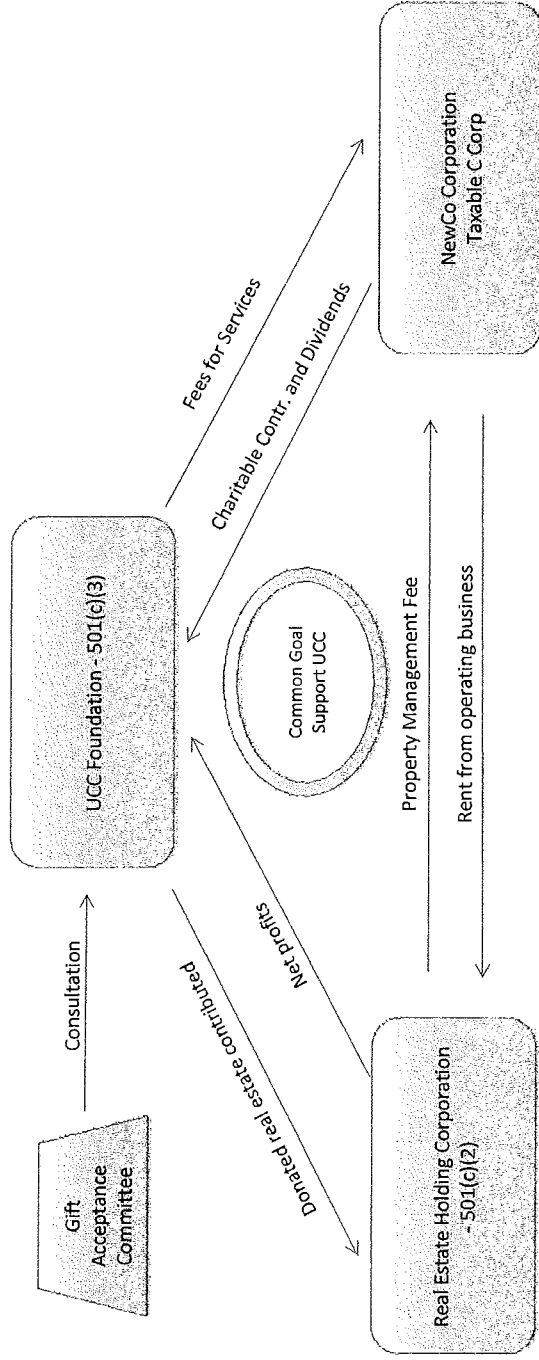 Gift
Acceptance
Committee
Consultation
UCC Foundation - 501(c)(3)
Fees for Services
Charitable Contr. and Dividends
Donated real estate contributed
Net profits
Common Goal
Support UCC
Property Management Fee
Rent from operating business
Real Estate Holding Corporation
- 501(c)(2)
NewCo Corporation
Taxable C Corp